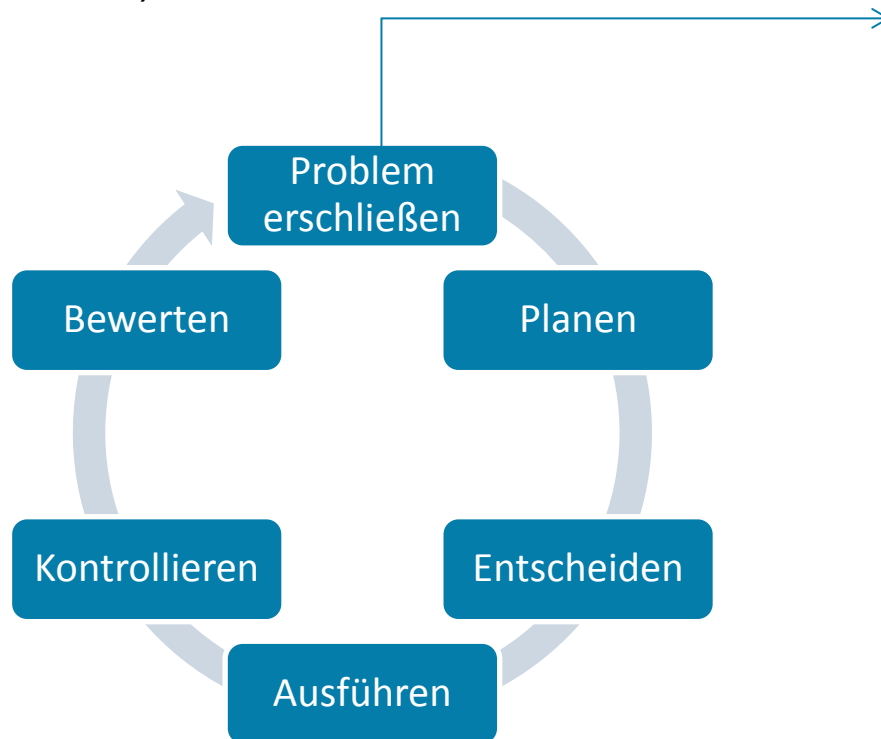 Problem
erschließen
Planen
Entscheiden
Ausführen
Kontrollieren
Bewerten